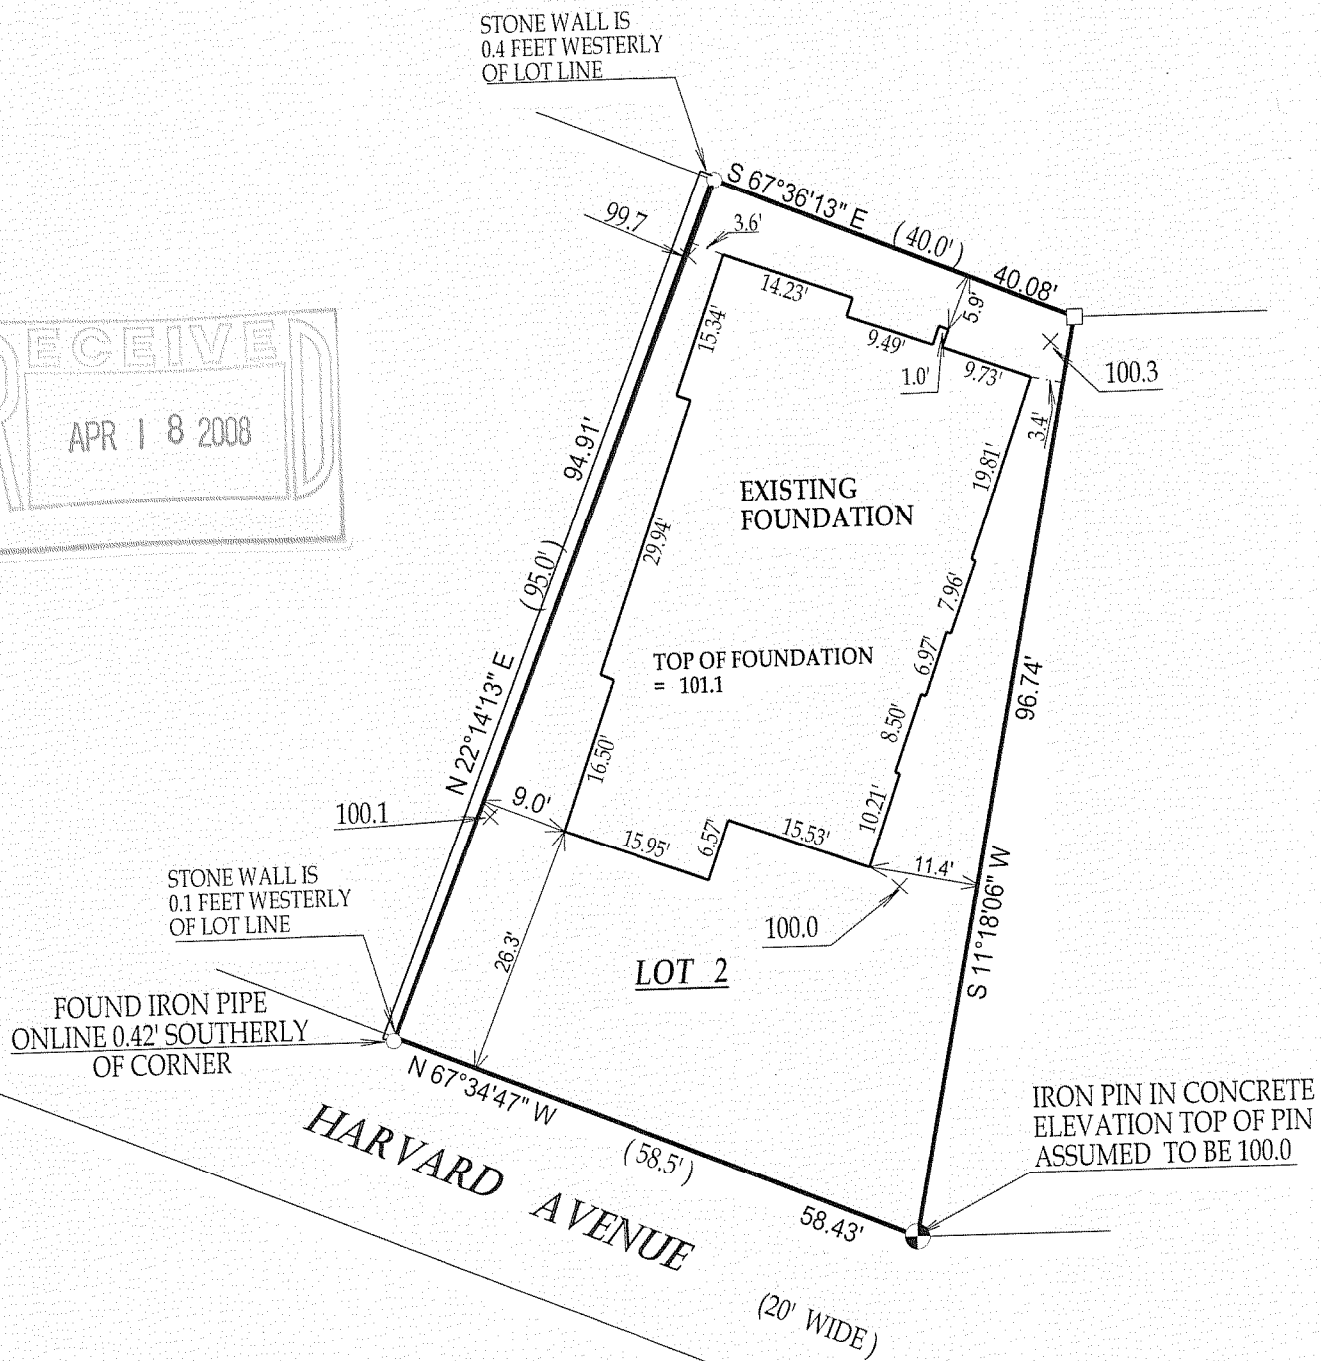 STONE WALL IS
0.4 FEET WESTERLY
OF LOT LINE
S 67°36'13" E
(40.0')
40.08'
99.7
3.6'
14.23'
5.9'
9.49'
1.0'
9.73'
100.3
3.4'
15.34'
RECEIVED
APR 18 2008
94.91'
(95.0')
N 22°14'13" E
29.94'
EXISTING
FOUNDATION
19.81'
7.96'
6.97'
8.50'
10.21'
96.74'
S 11°18'06" W
TOP OF FOUNDATION
= 101.1
16.50'
9.0'
100.1
15.95'
6.57'
15.53'
11.4'
100.0
26.3'
LOT 2
STONE WALL IS
0.1 FEET WESTERLY
OF LOT LINE
FOUND IRON PIPE
ONLINE 0.42' SOUTHERLY
OF CORNER
N 67°34'47" W
(58.5')
58.43'
IRON PIN IN CONCRETE
ELEVATION TOP OF PIN
ASSUMED TO BE 100.0
HARVARD AVENUE
(20' WIDE)